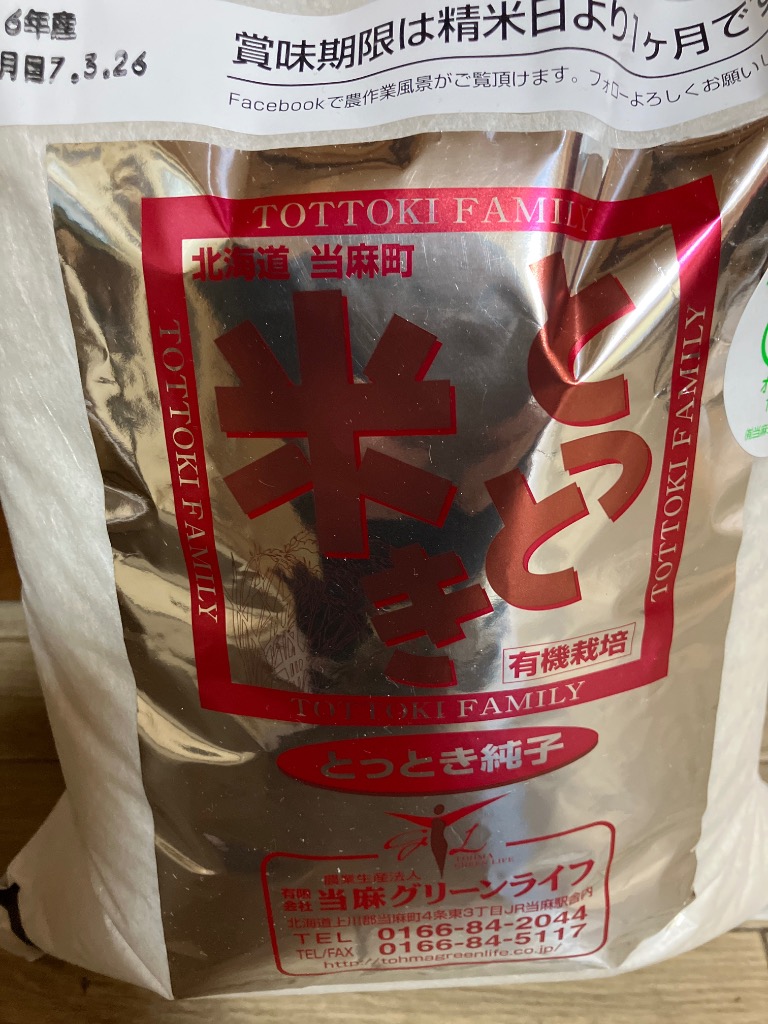 6年産
賞味期限は精米日より1ヶ月です
月日7.3.26
Facebookで農作業風景がご覧頂けます。フォローよろしくお願いし
TOTTOKI FAMILY
北海道 当麻町
とっとき
米
有機栽培
TOTTOKI FAMILY
TOTTOKI FAMILY
TOTTOKI FAMILY
とっとき純子
GL
TOHMA
GREEN LIFE
農業生産法人
有限会社 当麻グリーンライフ
北海道上川郡当麻町4条東3丁目JR当麻駅舎内
TEL 0166-84-2044
TEL/FAX 0166-84-5117
http://tohmagreenlife.co.jp/